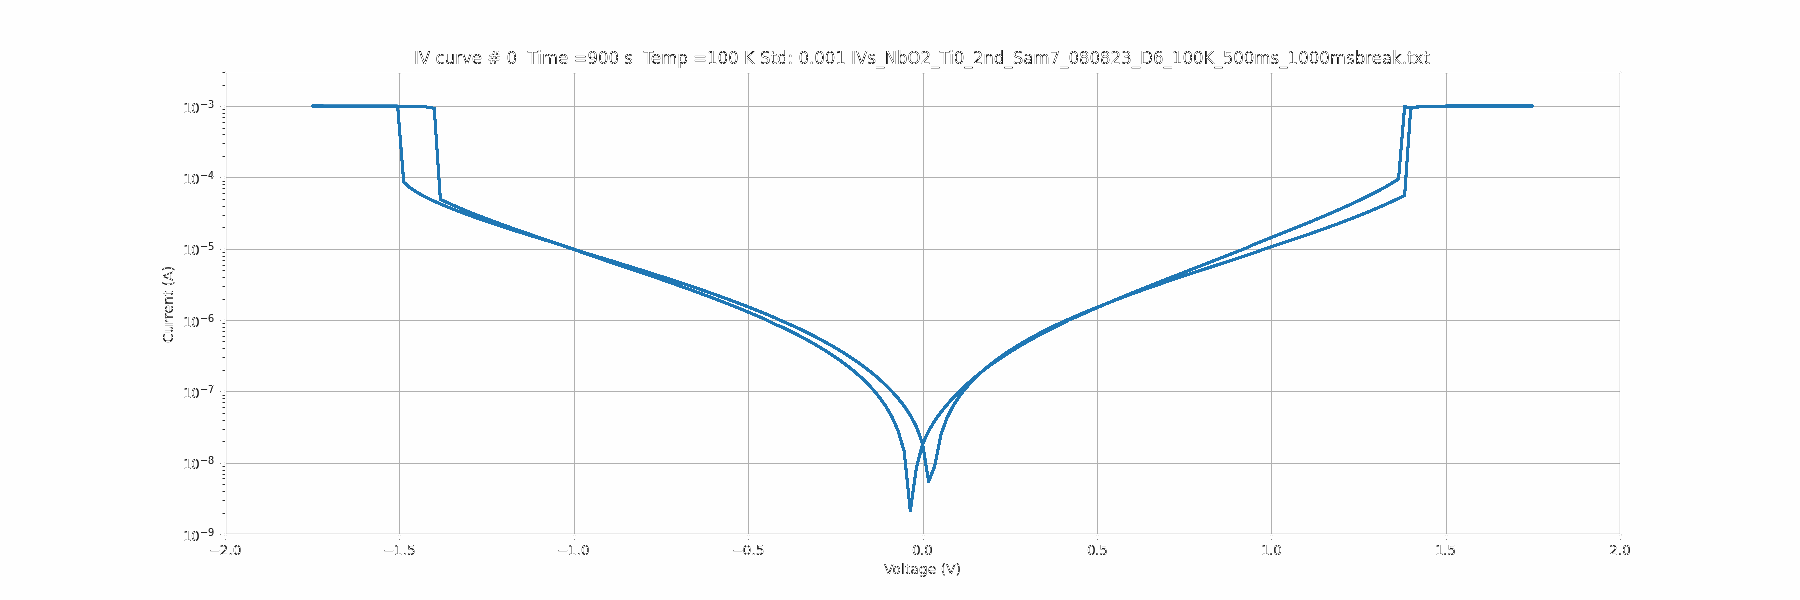 IV curve # 0  Time =900 s  Temp =100 K Std: 0.001 IVs_NbO2_Ti0_2nd_Sam7_080823_D6_100K_500ms_1000msbreak.txt
10⁻³
10⁻⁴
10⁻⁵
Current (A)
10⁻⁶
10⁻⁷
10⁻⁸
10⁻⁹
−2.0 −1.5 −1.0 −0.5 0.0 0.5 1.0 1.5 2.0
Voltage (V)